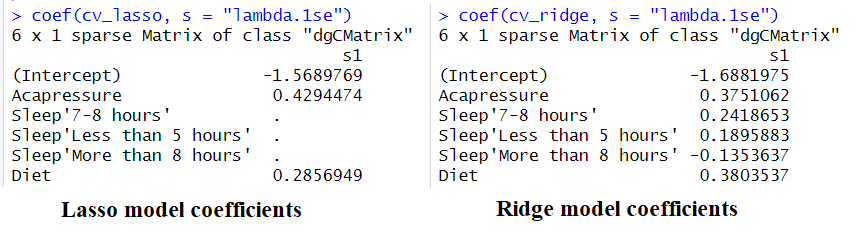 > coef(cv_lasso, s = "lambda.1se")
6 x 1 sparse Matrix of class "dgCMatrix"
s1
(Intercept) -1.5689769
Acapressure 0.4294474
Sleep'7-8 hours' .
Sleep'Less than 5 hours' .
Sleep'More than 8 hours' .
Diet 0.2856949
Lasso model coefficients
> coef(cv_ridge, s = "lambda.1se")
6 x 1 sparse Matrix of class "dgCMatrix"
s1
(Intercept) -1.6881975
Acapressure 0.3751062
Sleep'7-8 hours' 0.2418653
Sleep'Less than 5 hours' 0.1895883
Sleep'More than 8 hours' -0.1353637
Diet 0.3803537
Ridge model coefficients